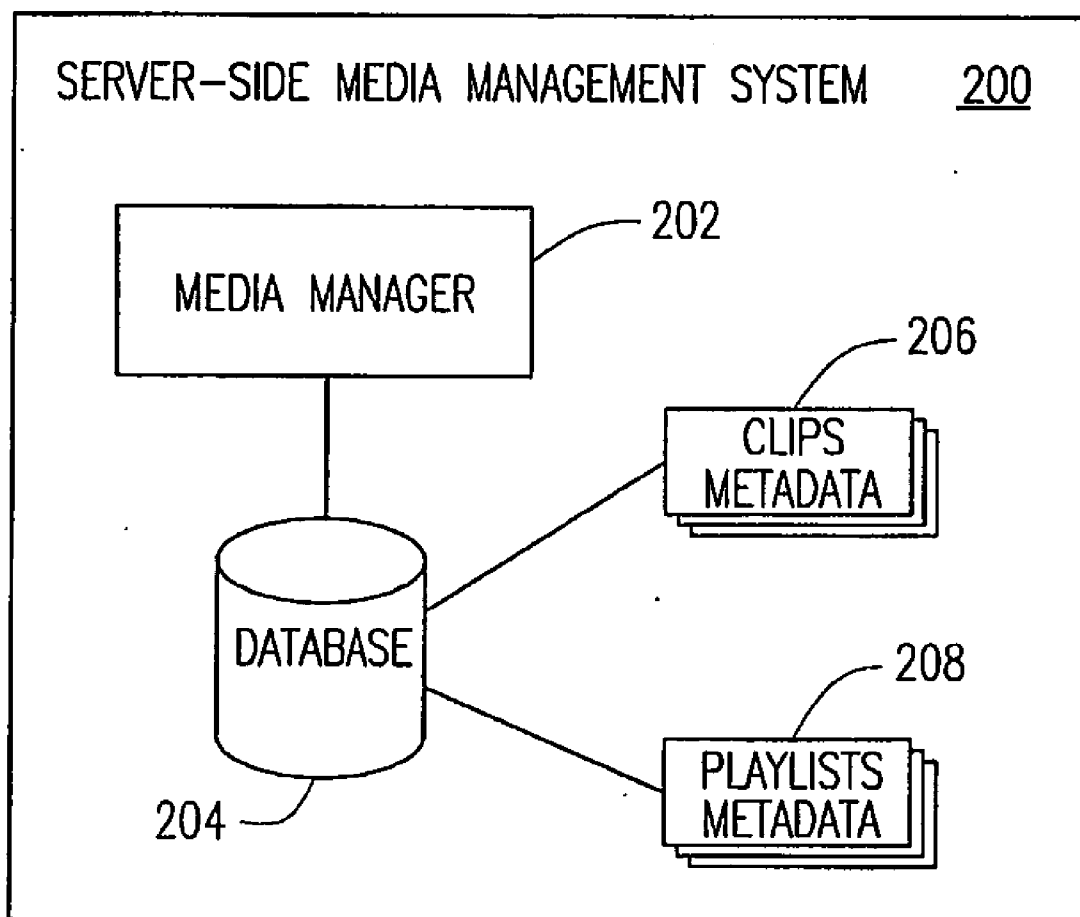 SERVER-SIDE MEDIA MANAGEMENT SYSTEM 200
202
MEDIA MANAGER
206
CLIPS
METADATA
DATABASE
208
PLAYLISTS
METADATA
204